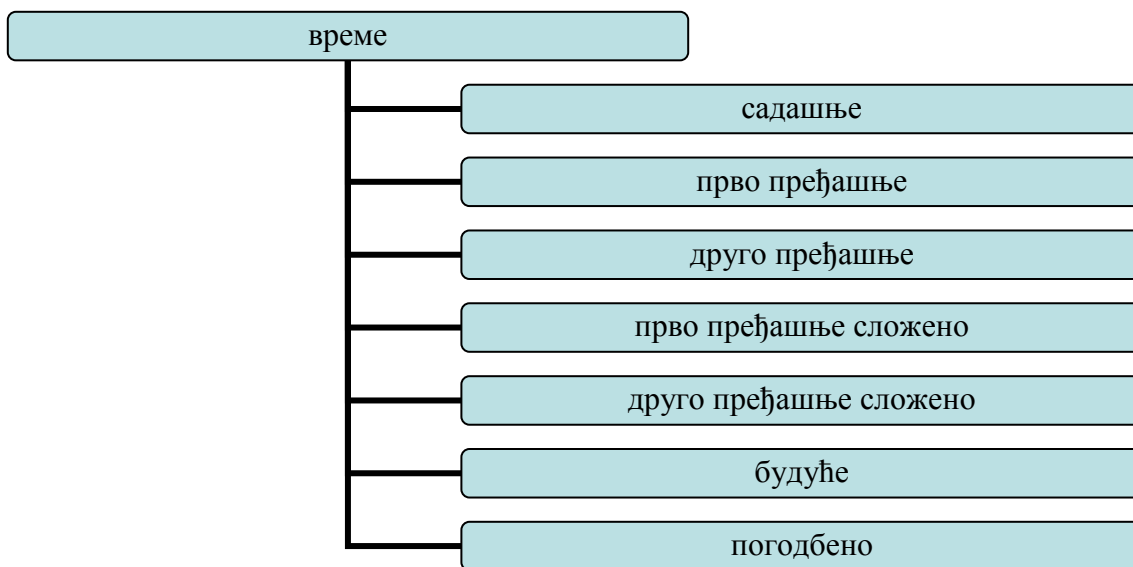 време
садашње
прво пређашње
друго пређашње
прво пређашње сложено
друго пређашње сложено
будуће
погодбено